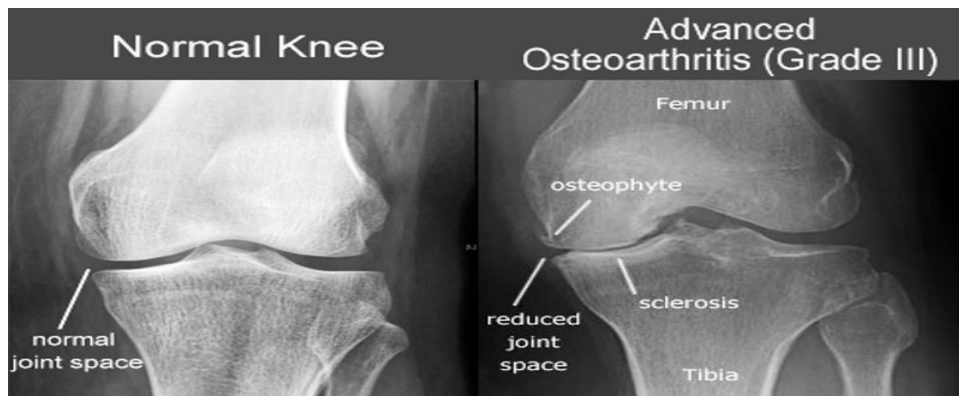 Normal Knee
normal
joint space
Advanced
Osteoarthritis (Grade III)
Femur
osteophyte
sclerosis
reduced
joint
space
Tibia